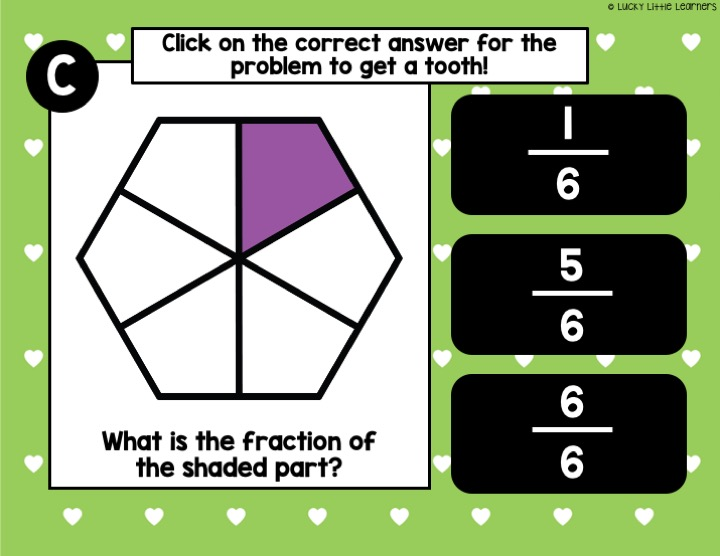 © Lucky Little Learners
Click on the correct answer for the
problem to get a tooth!
C
1
6
5
6
6
6
What is the fraction of
the shaded part?